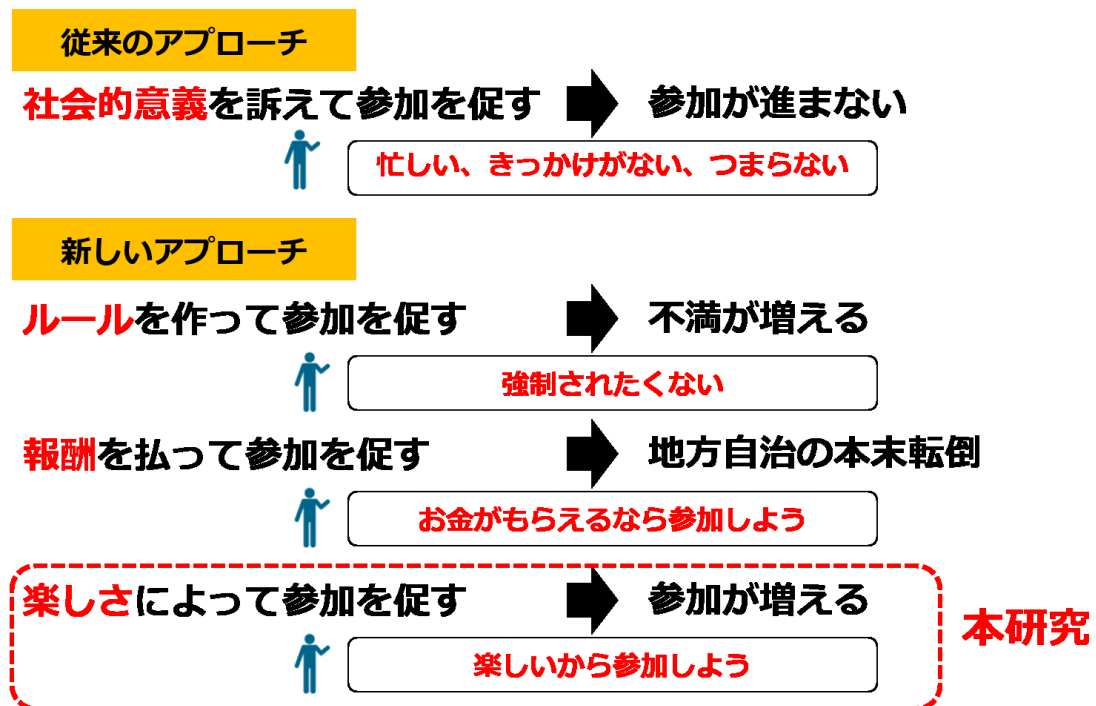 従来のアプローチ
社会的意義を訴えて参加を促す 参加が進まない
忙しい、きっかけがない、つまらない
新しいアプローチ
ルールを作って参加を促す 不満が増える
強制されたくない
報酬を払って参加を促す 地方自治の本末転倒
お金がもらえるなら参加しよう
楽しさによって参加を促す 参加が増える
本研究
楽しいから参加しよう